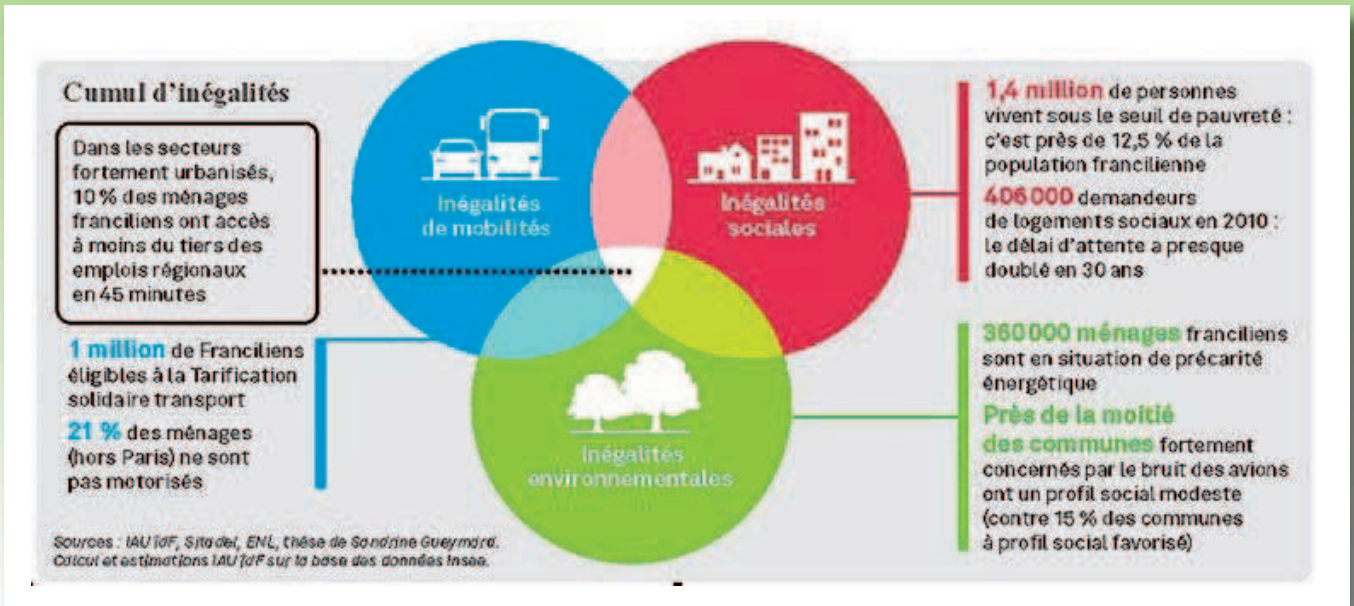 Cumul d'inégalités
Dans les secteurs
fortement urbanisés,
10 % des ménages
franciliens ont accès
à moins du tiers des
emplois régionaux
en 45 minutes
1 million de Franciliens
éligibles à la Tarification
solidaire transport
21 % des ménages
(hors Paris) ne sont
pas motorisés
Inégalités
de mobilités
Inégalités
sociales
Inégalités
environnementales
1,4 million de personnes
vivent sous le seuil de pauvreté :
c'est près de 12,5 % de la
population francilienne
406 000 demandeurs
de logements sociaux en 2010 :
le délai d'attente a presque
doublé en 30 ans
360 000 ménages franciliens
sont en situation de précarité
énergétique
Près de la moitié
des communes fortement
concernés par le bruit des avions
ont un profil social modeste
(contre 15 % des communes
à profil social favorisé)
Sources : IAU îdF, Sitadel, ENL, thèse de Sandrine Gueymard.
Calcul et estimations IAU îdF sur la base des données Insee.